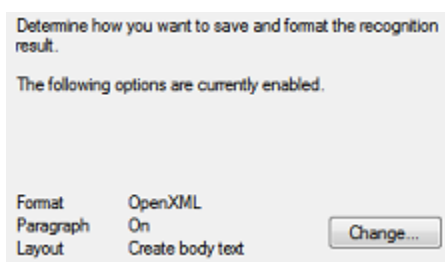 Determine how you want to save and format the recognition
result.
The following options are currently enabled.
Format OpenXML
Paragraph On
Layout Create body text
Change...